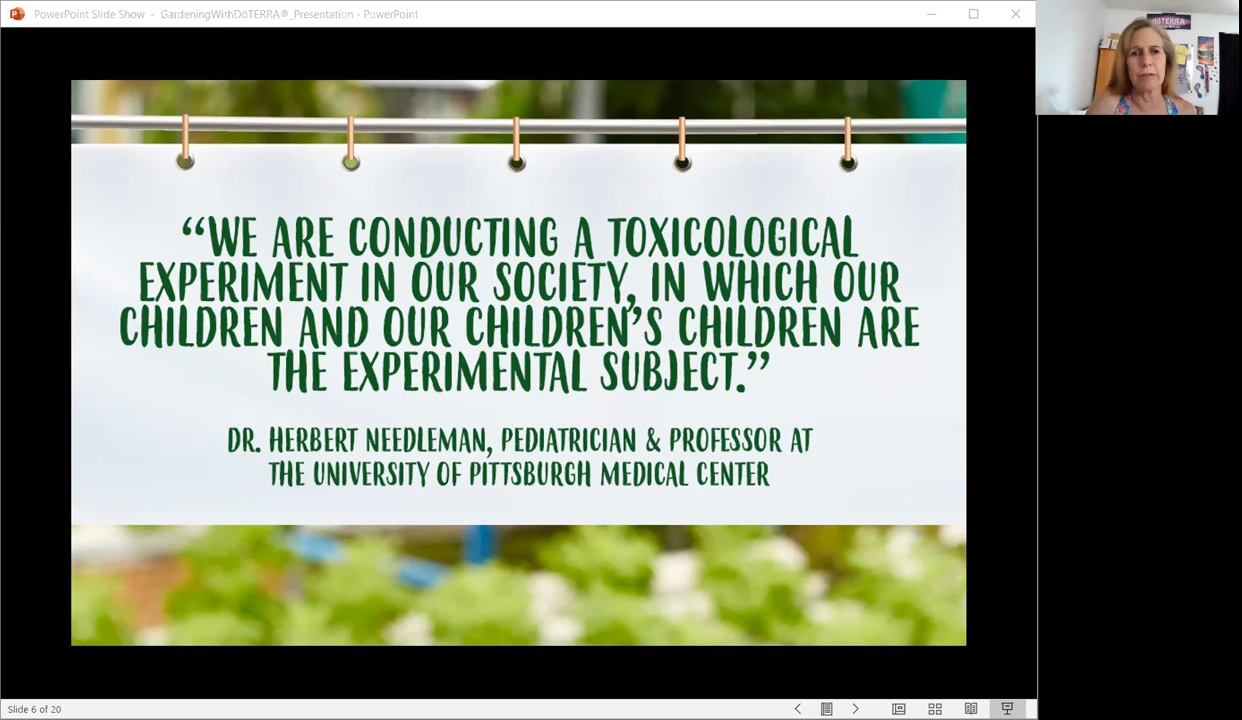 PowerPoint Slide Show - GardeningWithDōTERRA®_Presentation - PowerPoint
dōTERRA
“WE ARE CONDUCTING A TOXICOLOGICAL
EXPERIMENT IN OUR SOCIETY, IN WHICH OUR
CHILDREN AND OUR CHILDREN’S CHILDREN ARE
THE EXPERIMENTAL SUBJECT.”
DR. HERBERT NEEDLEMAN, PEDIATRICIAN & PROFESSOR AT
THE UNIVERSITY OF PITTSBURGH MEDICAL CENTER
Slide 6 of 20